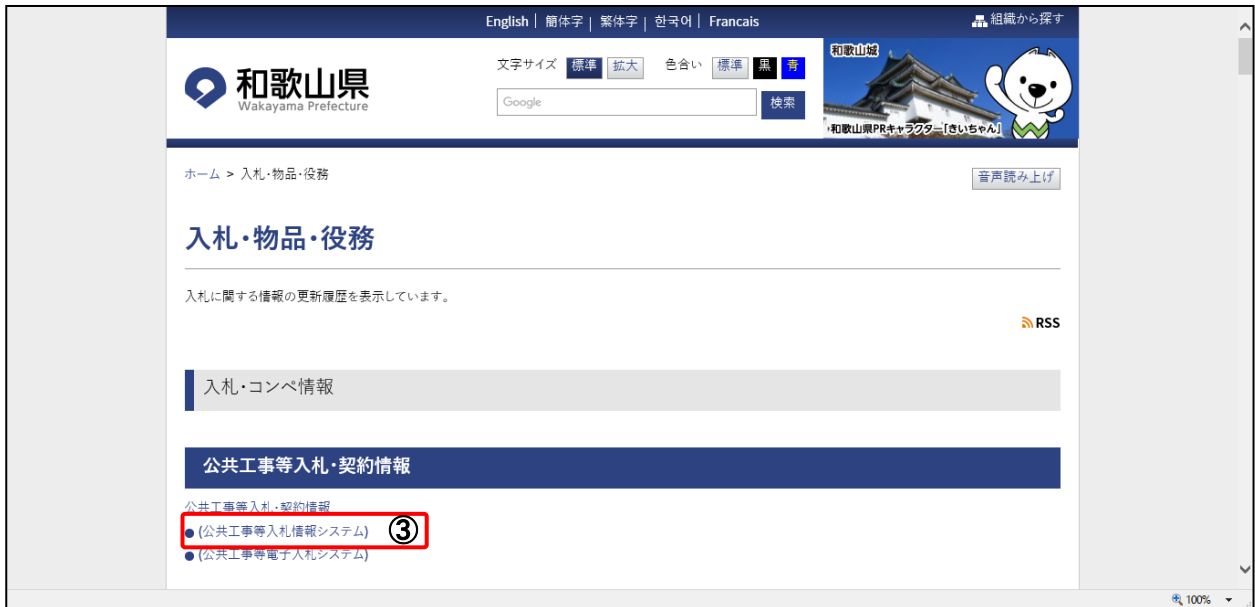 English | 簡体字 | 繁体字 | 한국어 | Francais
組織から探す
和歌山県
Wakayama Prefecture
文字サイズ 標準 拡大 色合い 標準 黒 青
Google 検索
和歌山城
和歌山県PRキャラクター「きいちゃん」
ホーム > 入札・物品・役務
音声読み上げ
入札・物品・役務
入札に関する情報の更新履歴を表示しています。
RSS
入札・コンペ情報
公共工事等入札・契約情報
公共工事等入札・契約情報
● (公共工事等入札情報システム) ③
● (公共工事等電子入札システム)
100%